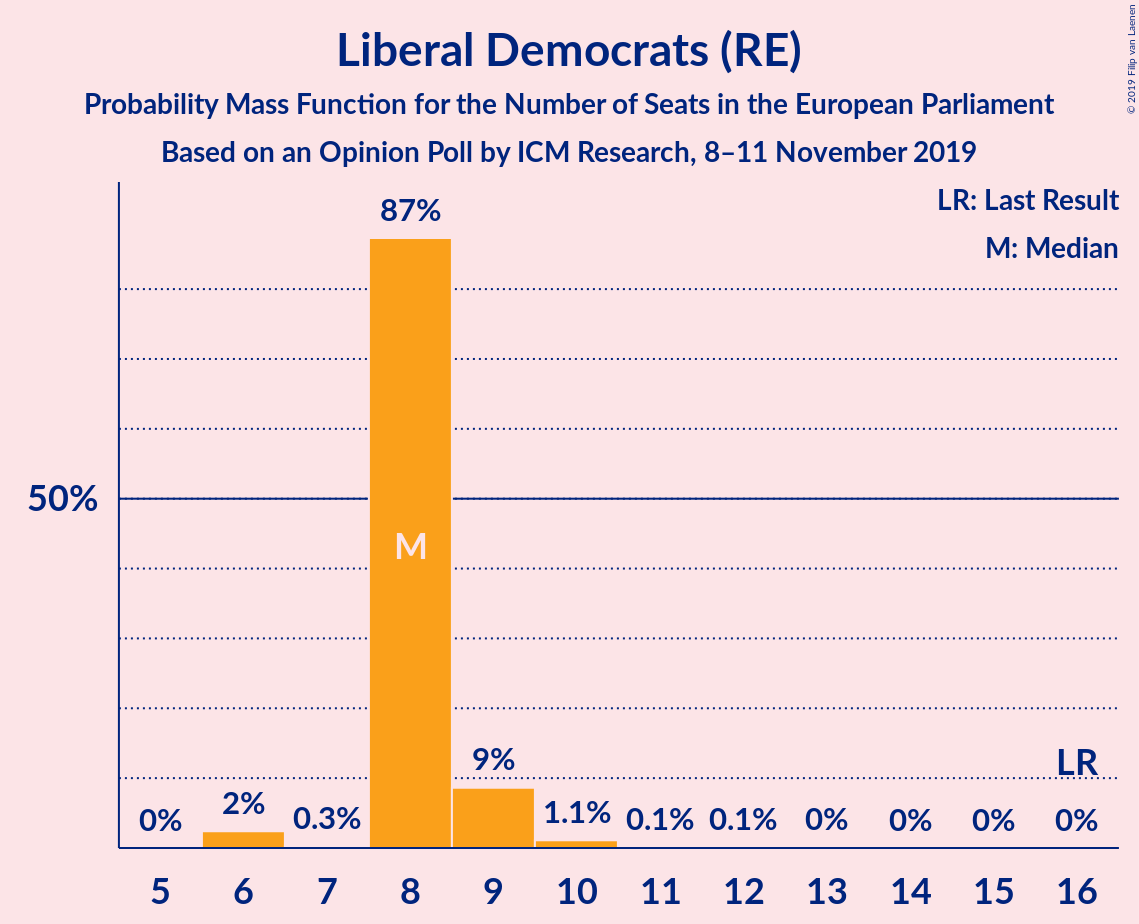 Liberal Democrats (RE)
Probability Mass Function for the Number of Seats in the European Parliament
Based on an Opinion Poll by ICM Research, 8–11 November 2019
© 2019 Filip van Laenen
LR: Last Result
M: Median
87%
50%
M
9%
LR
2%
1.1%
0% 0.3% 0.1% 0.1% 0% 0% 0% 0%
5 6 7 8 9 10 11 12 13 14 15 16